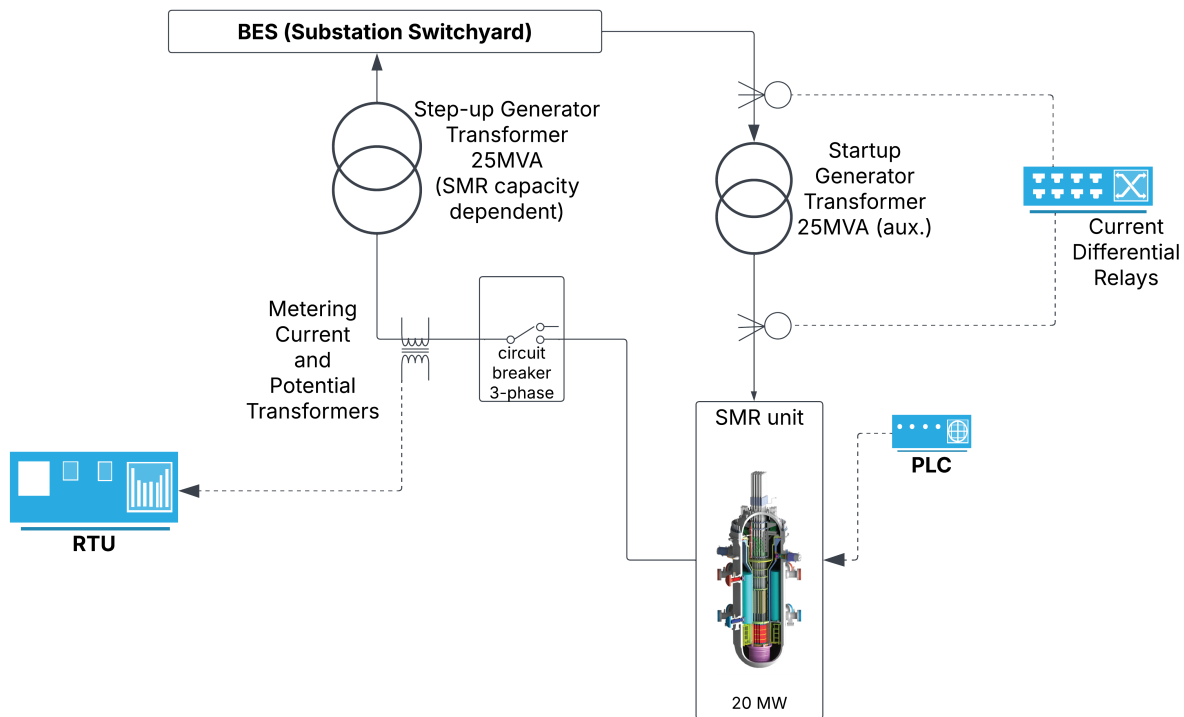 BES (Substation Switchyard)
Step-up Generator
Transformer
25MVA
(SMR capacity
dependent)
Startup
Generator
Transformer
25MVA (aux.)
Current
Differential
Relays
Metering
Current
and
Potential
Transformers
circuit
breaker
3-phase
SMR unit
PLC
RTU
20 MW